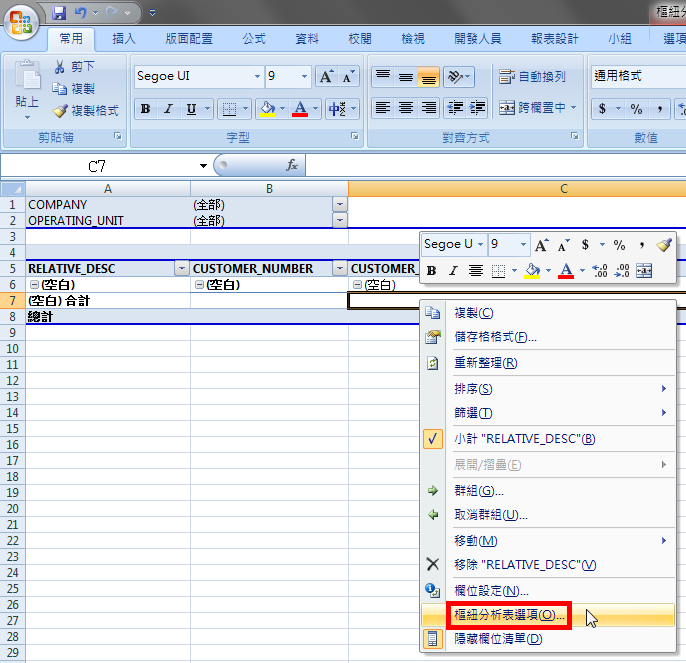 樞紐分
常用 插入 版面配置 公式 資料 校閱 檢視 開發人員 報表設計 小組 選項
貼上 剪下 複製 複製格式
Segoe UI 9 A A
B I U A 中
自動換列
跨欄置中
通用格式
$ % ,
剪貼簿 字型 對齊方式 數值
C7 fx
A B C
1 COMPANY (全部)
2 OPERATING_UNIT (全部)
3
4
5 RELATIVE_DESC CUSTOMER_NUMBER CUSTOMER_
6 (空白) (空白) (空白)
7 (空白) 合計
8 總計
9
10
11
12
13
14
15
16
17
18
19
20
21
22
23
24
25
26
27
28
29
Segoe U 9 A A $ % ,
B I A .00 .00
複製(C)
儲存格格式(F)...
重新整理(R)
排序(S)
篩選(T)
小計 "RELATIVE_DESC"(B)
展開/摺疊(E)
群組(G)...
取消群組(U)...
移動(M)
移除 "RELATIVE_DESC"(V)
欄位設定(N)...
樞紐分析表選項(O)...
隱藏欄位清單(D)